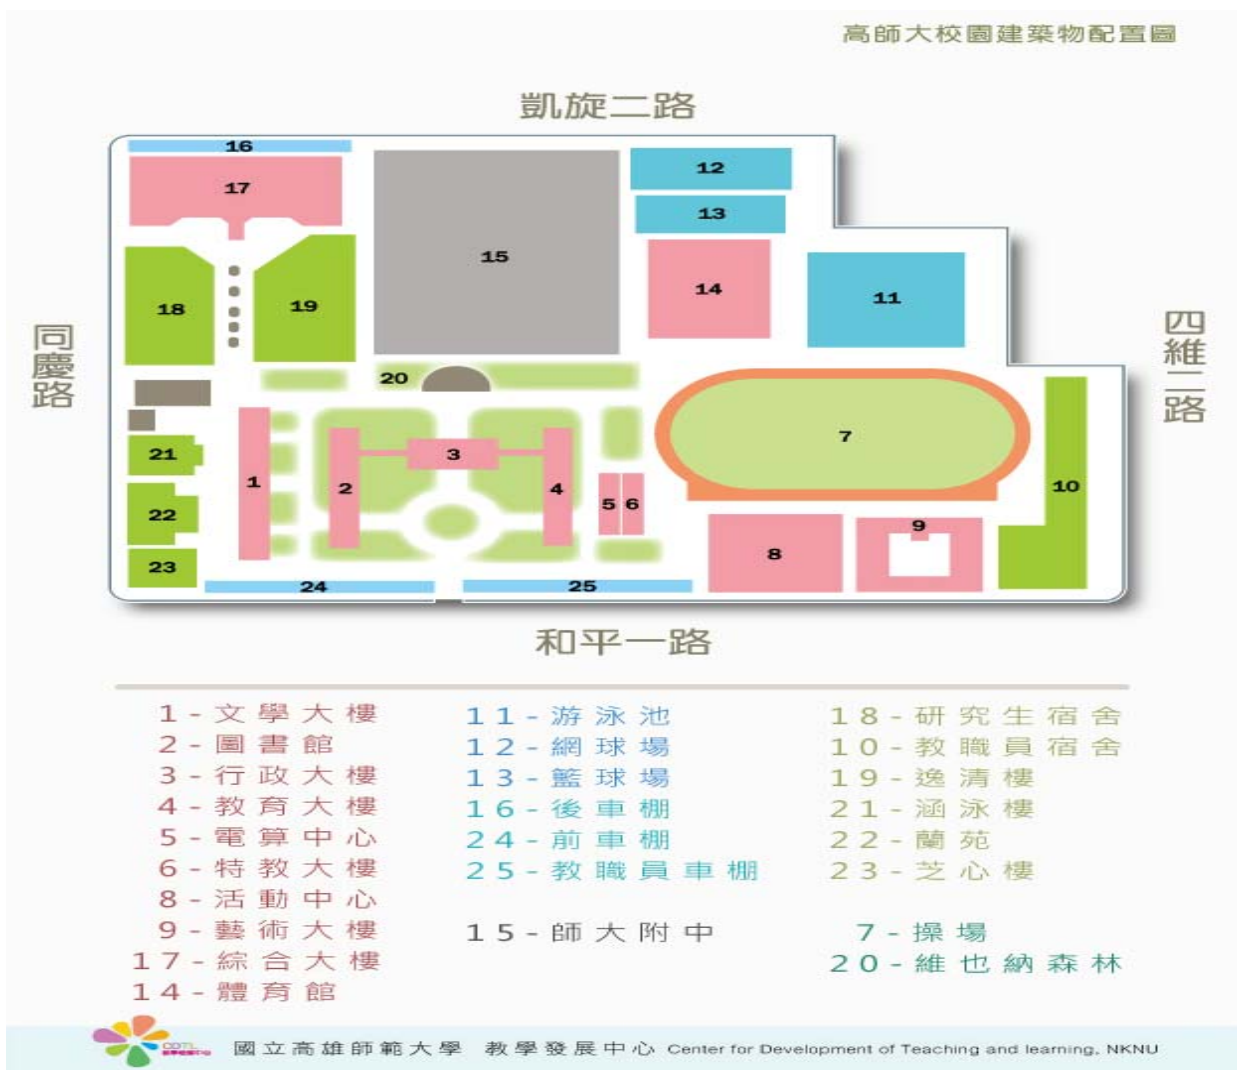 高師大校園建築物配置圖
凱旋二路
16
17
12
13
15
14
11
18
19
同慶路
四維二路
20
7
21
1
2
3
4
5
6
10
22
9
8
23
24
25
和平一路
1-文學大樓
2-圖書館
3-行政大樓
4-教育大樓
5-電算中心
6-特教大樓
8-活動中心
9-藝術大樓
17-綜合大樓
14-體育館
11-游泳池
12-網球場
13-籃球場
16-後車棚
24-前車棚
25-教職員車棚
15-師大附中
18-研究生宿舍
10-教職員宿舍
19-逸清樓
21-涵泳樓
22-蘭苑
23-芝心樓
7-操場
20-維也納森林
國立高雄師範大學 教學發展中心 Center for Development of Teaching and learning, NKNU